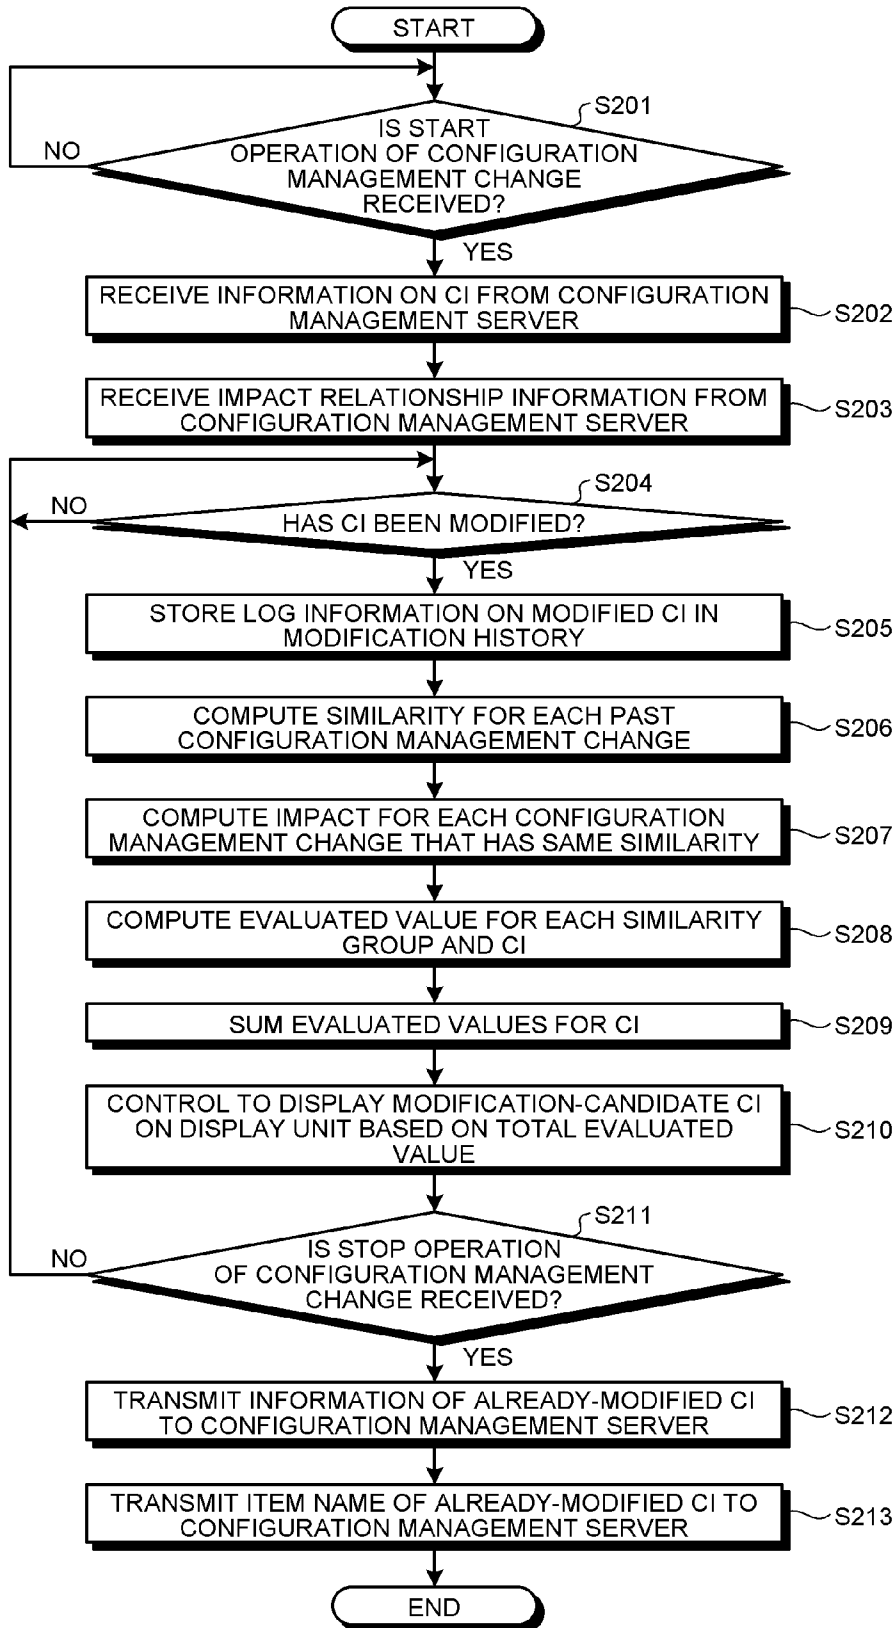 START
S201
IS START
OPERATION OF CONFIGURATION
MANAGEMENT CHANGE
RECEIVED?
NO
YES
RECEIVE INFORMATION ON CI FROM CONFIGURATION
MANAGEMENT SERVER
S202
RECEIVE IMPACT RELATIONSHIP INFORMATION FROM
CONFIGURATION MANAGEMENT SERVER
S203
S204
NO
HAS CI BEEN MODIFIED?
YES
STORE LOG INFORMATION ON MODIFIED CI IN
MODIFICATION HISTORY
S205
COMPUTE SIMILARITY FOR EACH PAST
CONFIGURATION MANAGEMENT CHANGE
S206
COMPUTE IMPACT FOR EACH CONFIGURATION
MANAGEMENT CHANGE THAT HAS SAME SIMILARITY
S207
COMPUTE EVALUATED VALUE FOR EACH SIMILARITY
GROUP AND CI
S208
SUM EVALUATED VALUES FOR CI
S209
CONTROL TO DISPLAY MODIFICATION-CANDIDATE CI
ON DISPLAY UNIT BASED ON TOTAL EVALUATED
VALUE
S210
S211
IS STOP OPERATION
OF CONFIGURATION MANAGEMENT
CHANGE RECEIVED?
NO
YES
TRANSMIT INFORMATION OF ALREADY-MODIFIED CI
TO CONFIGURATION MANAGEMENT SERVER
S212
TRANSMIT ITEM NAME OF ALREADY-MODIFIED CI TO
CONFIGURATION MANAGEMENT SERVER
S213
END